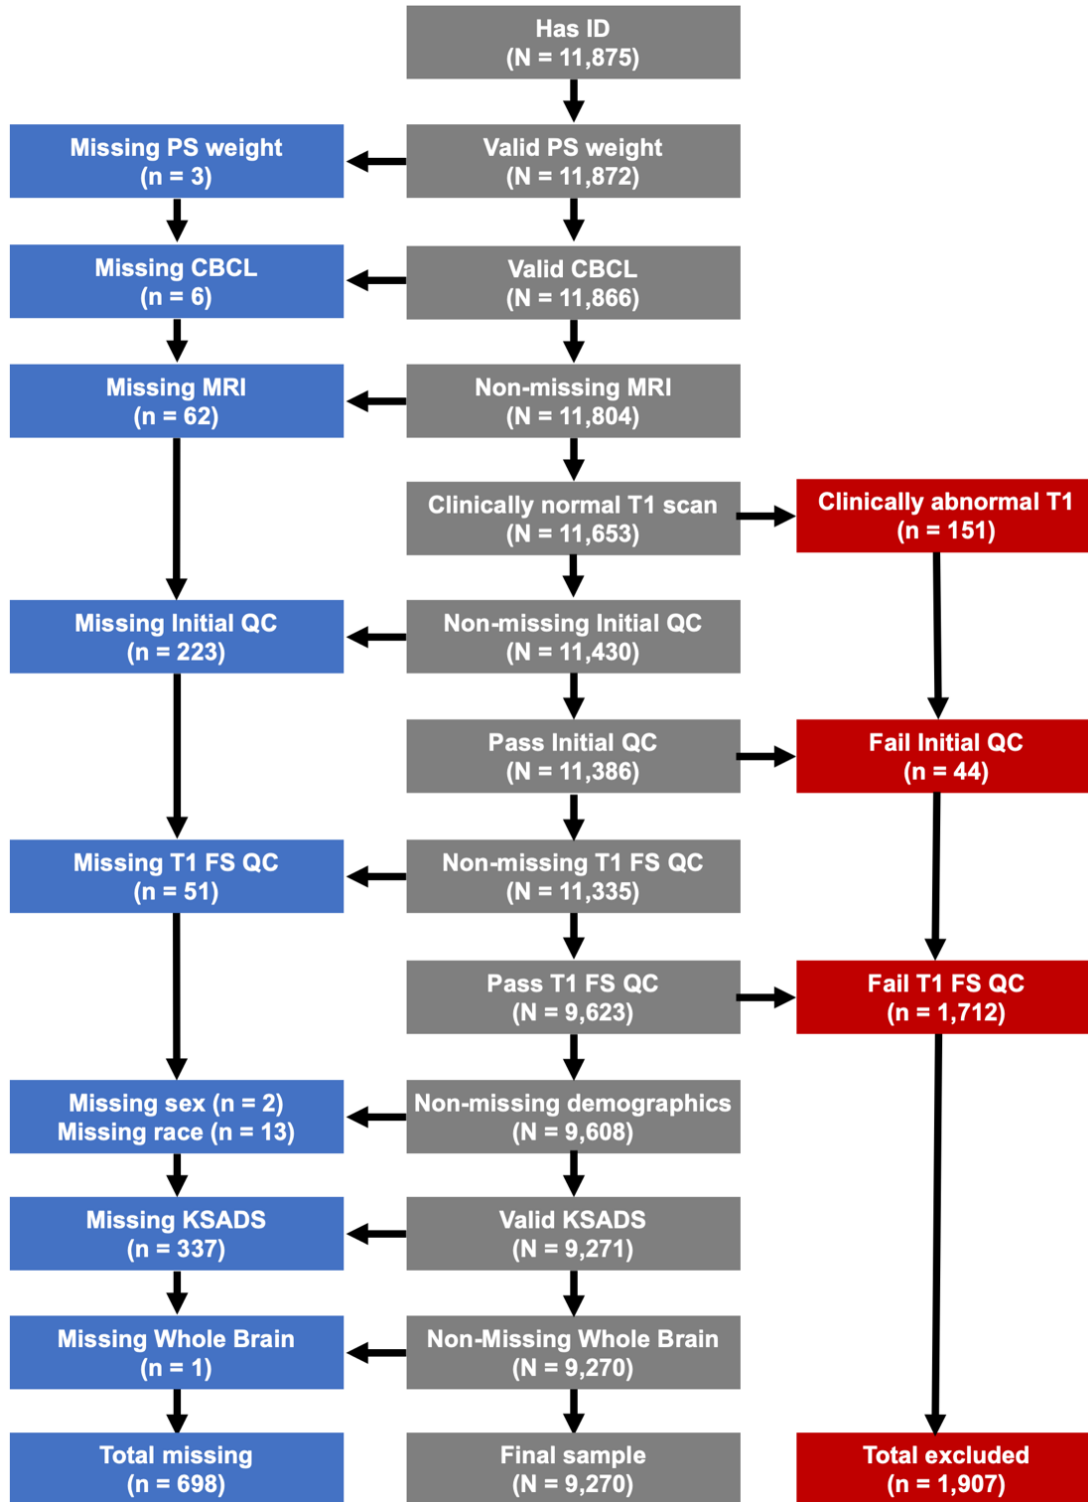 Has ID
(N = 11,875)
Missing PS weight
(n = 3)
Valid PS weight
(N = 11,872)
Missing CBCL
(n = 6)
Valid CBCL
(N = 11,866)
Missing MRI
(n = 62)
Non-missing MRI
(N = 11,804)
Clinically normal T1 scan
(N = 11,653)
Clinically abnormal T1
(n = 151)
Missing Initial QC
(n = 223)
Non-missing Initial QC
(N = 11,430)
Pass Initial QC
(N = 11,386)
Fail Initial QC
(n = 44)
Missing T1 FS QC
(n = 51)
Non-missing T1 FS QC
(N = 11,335)
Pass T1 FS QC
(N = 9,623)
Fail T1 FS QC
(n = 1,712)
Missing sex (n = 2)
Missing race (n = 13)
Non-missing demographics
(N = 9,608)
Missing KSADS
(n = 337)
Valid KSADS
(N = 9,271)
Missing Whole Brain
(n = 1)
Non-Missing Whole Brain
(N = 9,270)
Total missing
(n = 698)
Final sample
(N = 9,270)
Total excluded
(n = 1,907)